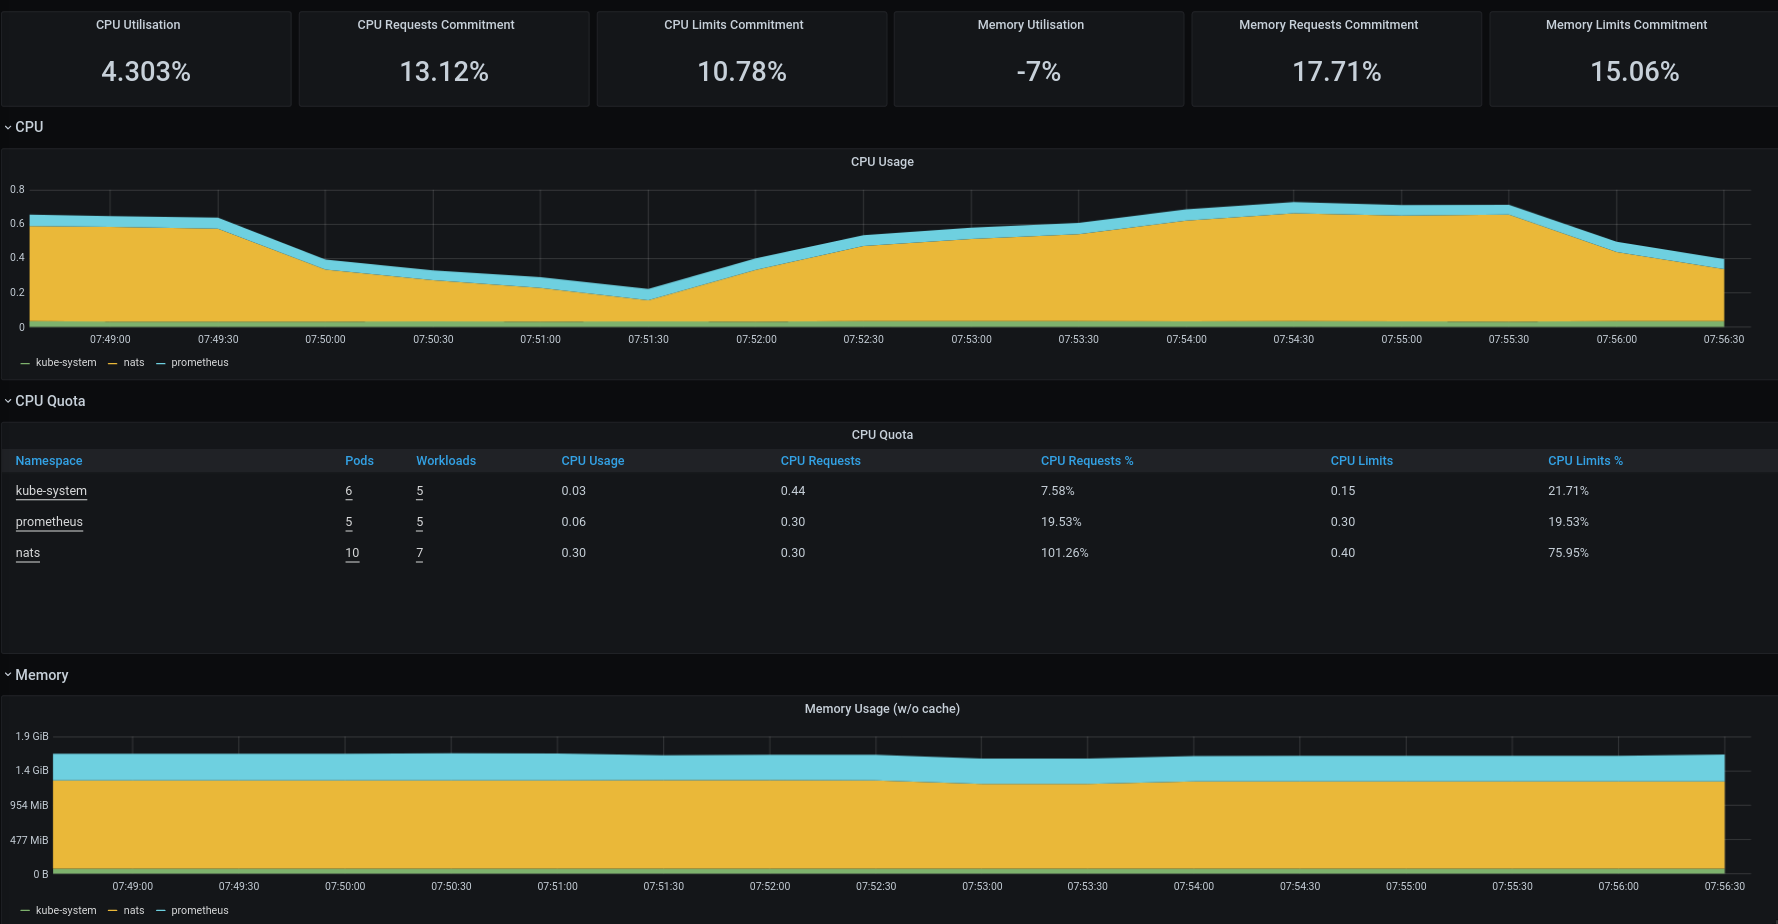 CPU Utilisation CPU Requests Commitment CPU Limits Commitment Memory Utilisation Memory Requests Commitment Memory Limits Commitment
4.303% 13.12% 10.78% -7% 17.71% 15.06%
CPU
CPU Usage
0.8
0.6
0.4
0.2
0
07:49:00 07:49:30 07:50:00 07:50:30 07:51:00 07:51:30 07:52:00 07:52:30 07:53:00 07:53:30 07:54:00 07:54:30 07:55:00 07:55:30 07:56:00 07:56:30
kube-system nats prometheus
CPU Quota
CPU Quota
Namespace Pods Workloads CPU Usage CPU Requests CPU Requests % CPU Limits CPU Limits %
kube-system 6 5 0.03 0.44 7.58% 0.15 21.71%
prometheus 5 5 0.06 0.30 19.53% 0.30 19.53%
nats 10 7 0.30 0.30 101.26% 0.40 75.95%
Memory
Memory Usage (w/o cache)
1.9 GiB
1.4 GiB
954 MiB
477 MiB
0 B
07:49:00 07:49:30 07:50:00 07:50:30 07:51:00 07:51:30 07:52:00 07:52:30 07:53:00 07:53:30 07:54:00 07:54:30 07:55:00 07:55:30 07:56:00 07:56:30
kube-system nats prometheus